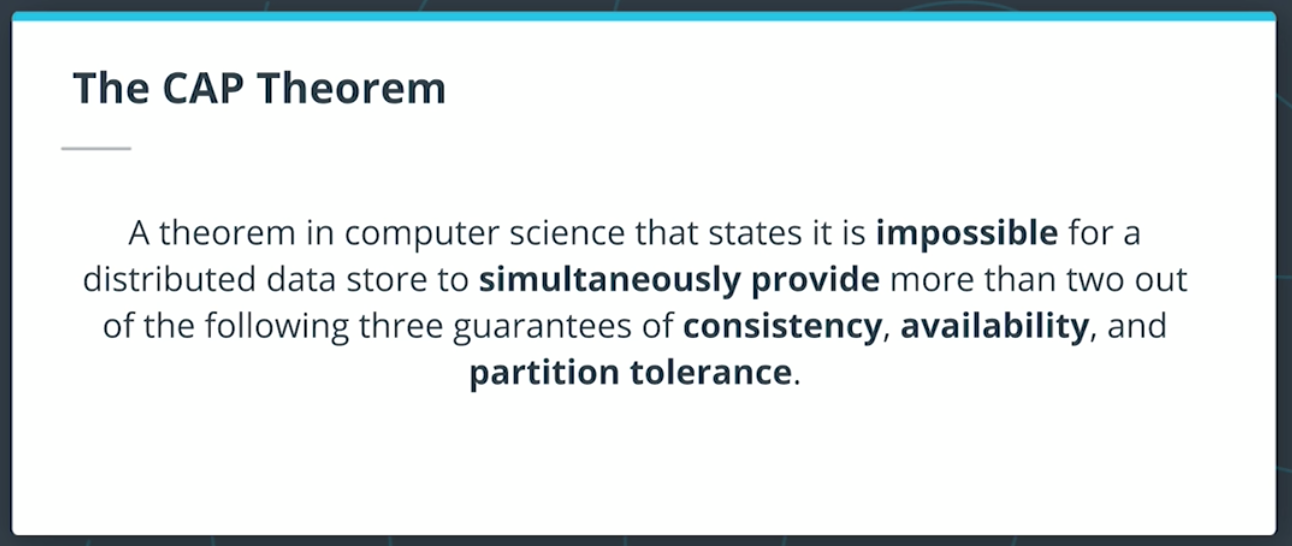 The CAP Theorem
A theorem in computer science that states it is impossible for a
distributed data store to simultaneously provide more than two out
of the following three guarantees of consistency, availability, and
partition tolerance.